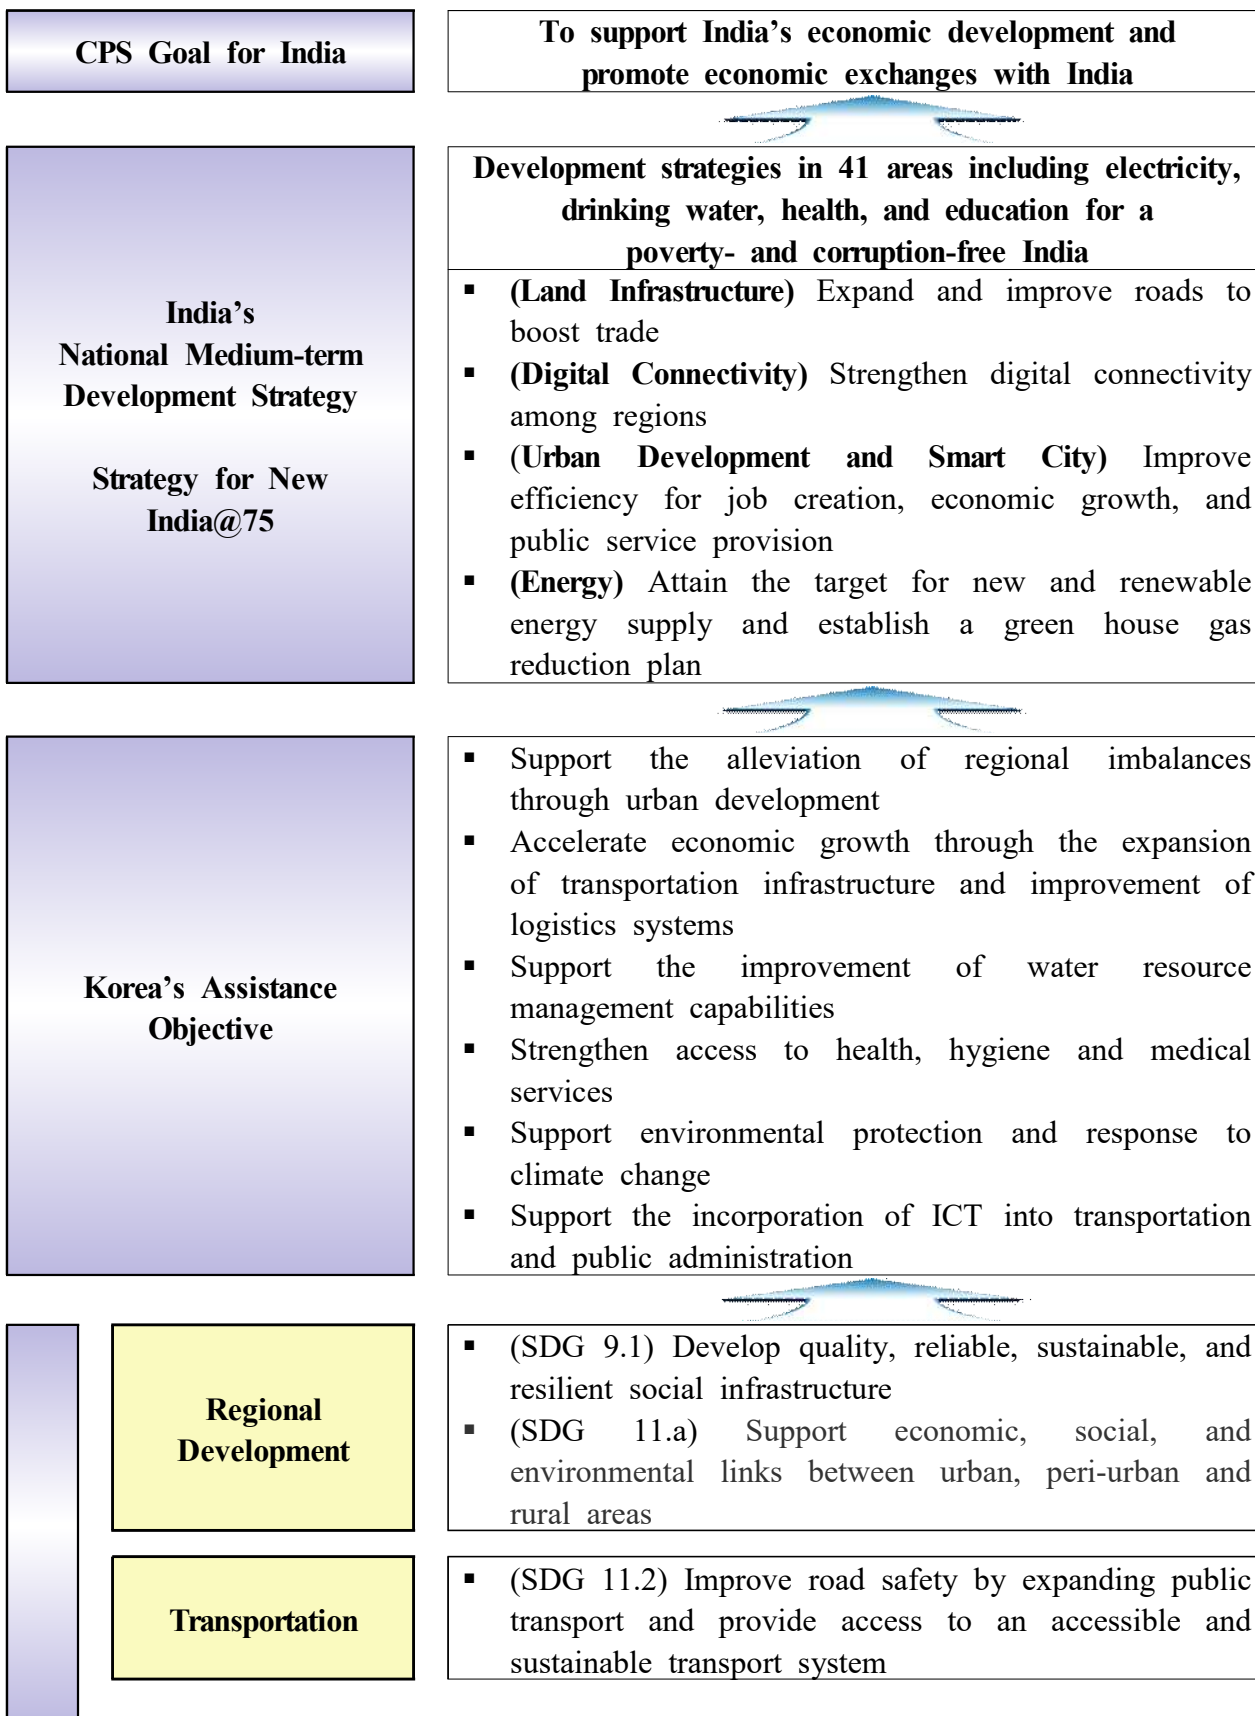 CPS Goal for India
To support India’s economic development and
promote economic exchanges with India
India’s
National Medium-term
Development Strategy
Strategy for New
India@75
Development strategies in 41 areas including electricity,
drinking water, health, and education for a
poverty- and corruption-free India
▪ (Land Infrastructure) Expand and improve roads to
boost trade
▪ (Digital Connectivity) Strengthen digital connectivity
among regions
▪ (Urban Development and Smart City) Improve
efficiency for job creation, economic growth, and
public service provision
▪ (Energy) Attain the target for new and renewable
energy supply and establish a green house gas
reduction plan
Korea’s Assistance
Objective
▪ Support the alleviation of regional imbalances
through urban development
▪ Accelerate economic growth through the expansion
of transportation infrastructure and improvement of
logistics systems
▪ Support the improvement of water resource
management capabilities
▪ Strengthen access to health, hygiene and medical
services
▪ Support environmental protection and response to
climate change
▪ Support the incorporation of ICT into transportation
and public administration
Regional
Development
▪ (SDG 9.1) Develop quality, reliable, sustainable, and
resilient social infrastructure
▪ (SDG 11.a) Support economic, social, and
environmental links between urban, peri-urban and
rural areas
Transportation
▪ (SDG 11.2) Improve road safety by expanding public
transport and provide access to an accessible and
sustainable transport system